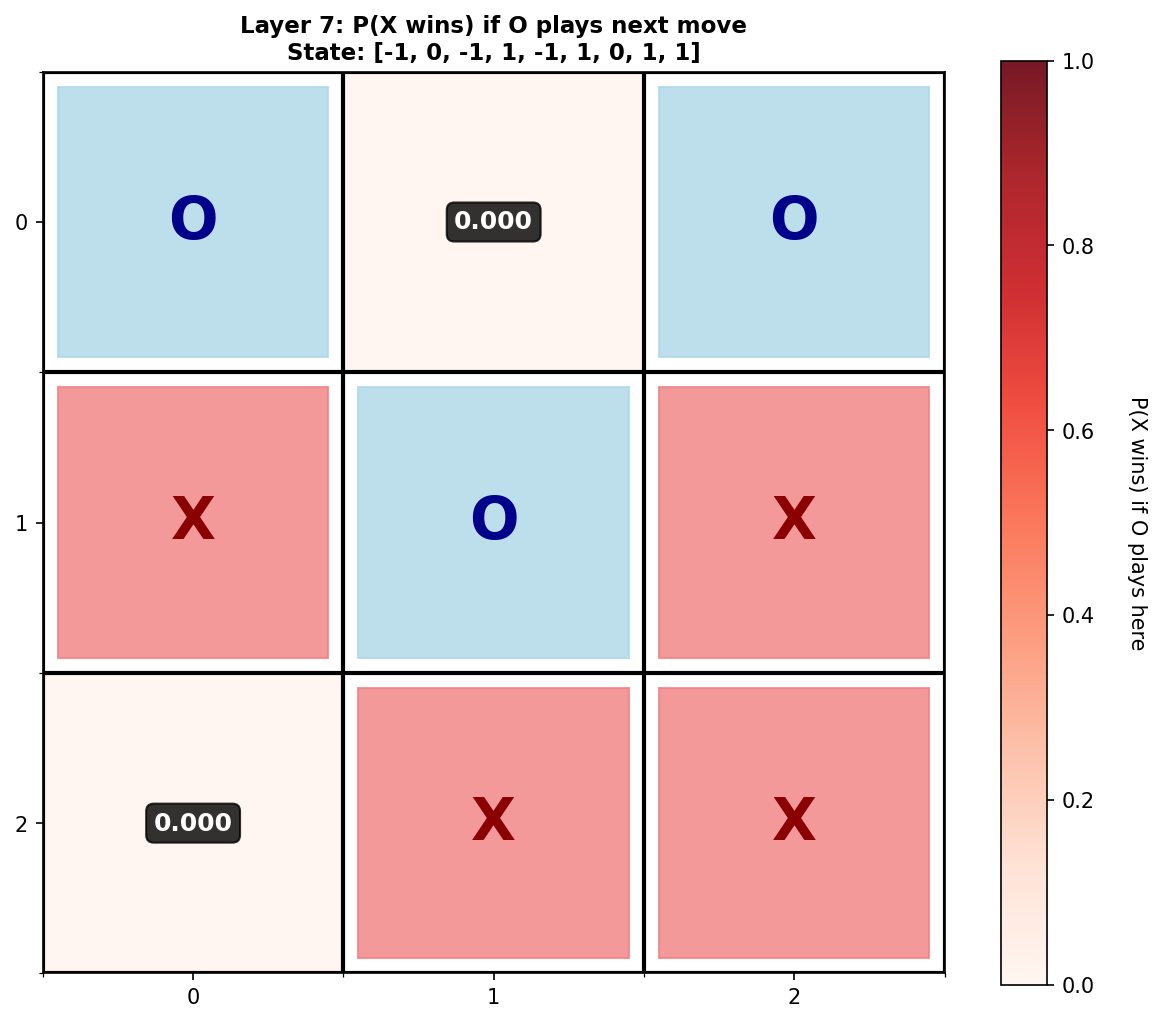 Layer 7: P(X wins) if O plays next move
State: [-1, 0, -1, 1, -1, 1, 0, 1, 1]
0
O
0.000
O
1
X
O
X
2
0.000
X
X
0
1
2
1.0
0.8
0.6
0.4
0.2
0.0
P(X wins) if O plays here